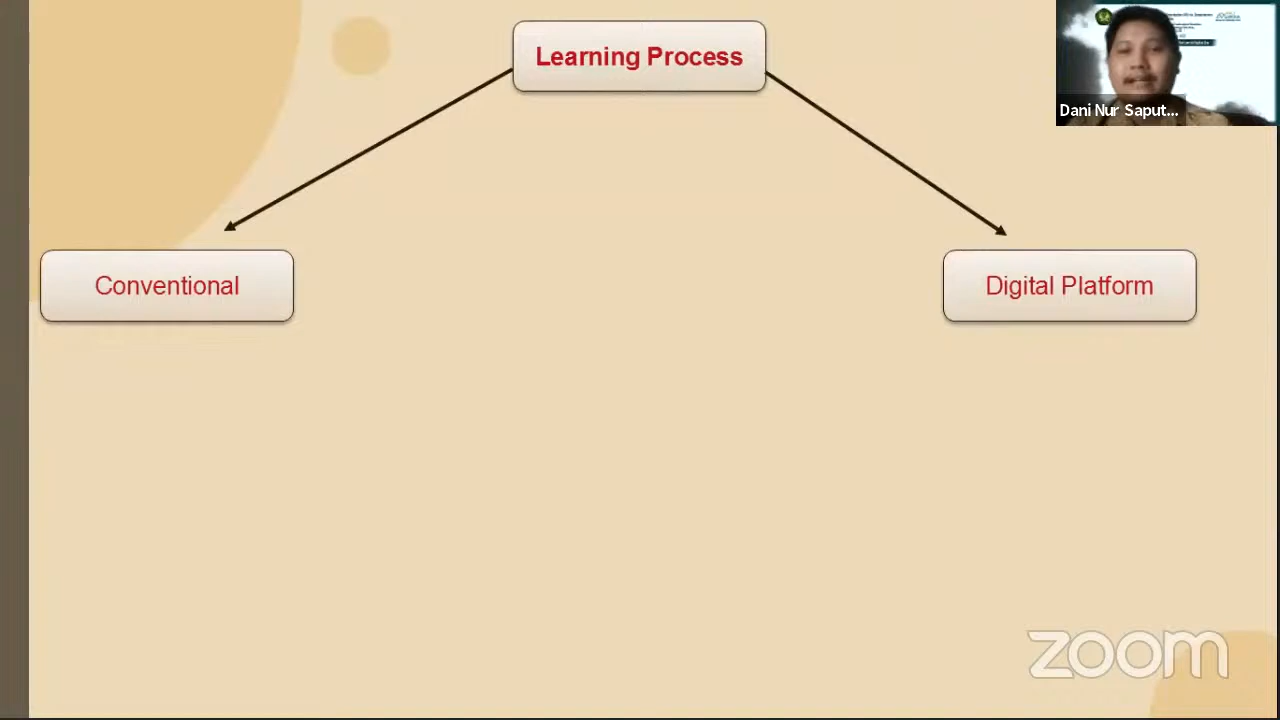 Learning Process
Dani Nur Saput...
Conventional
Digital Platform
zoom